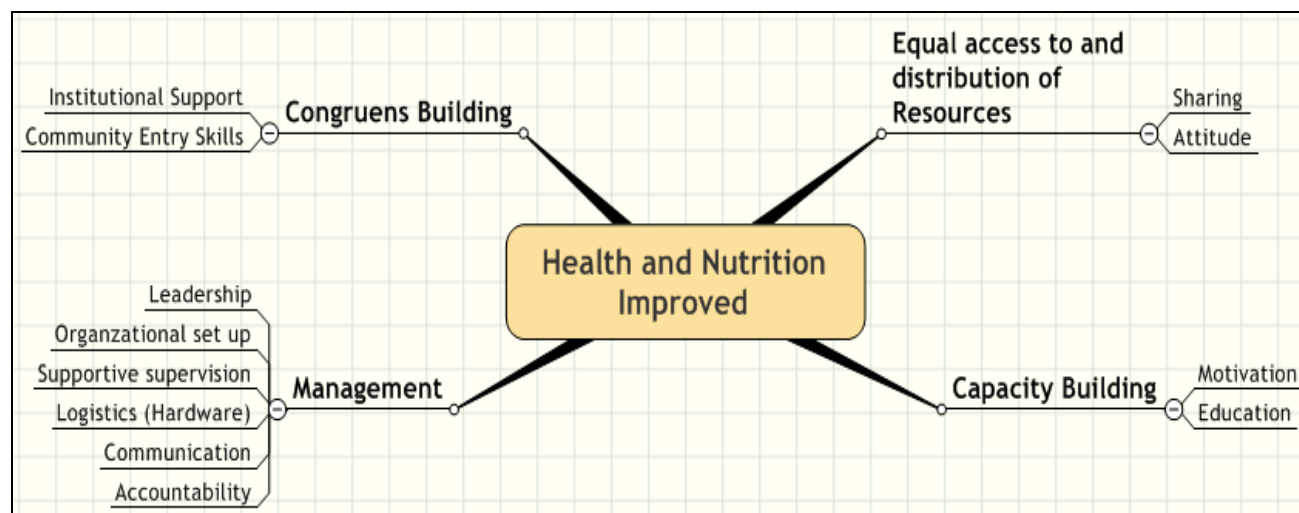 Equal access to and
distribution of
Resources
Sharing
Attitude
Institutional Support
Community Entry Skills
Congruens Building
Health and Nutrition
Improved
Leadership
Organzational set up
Supportive supervision
Logistics (Hardware)
Communication
Accountability
Management
Capacity Building
Motivation
Education